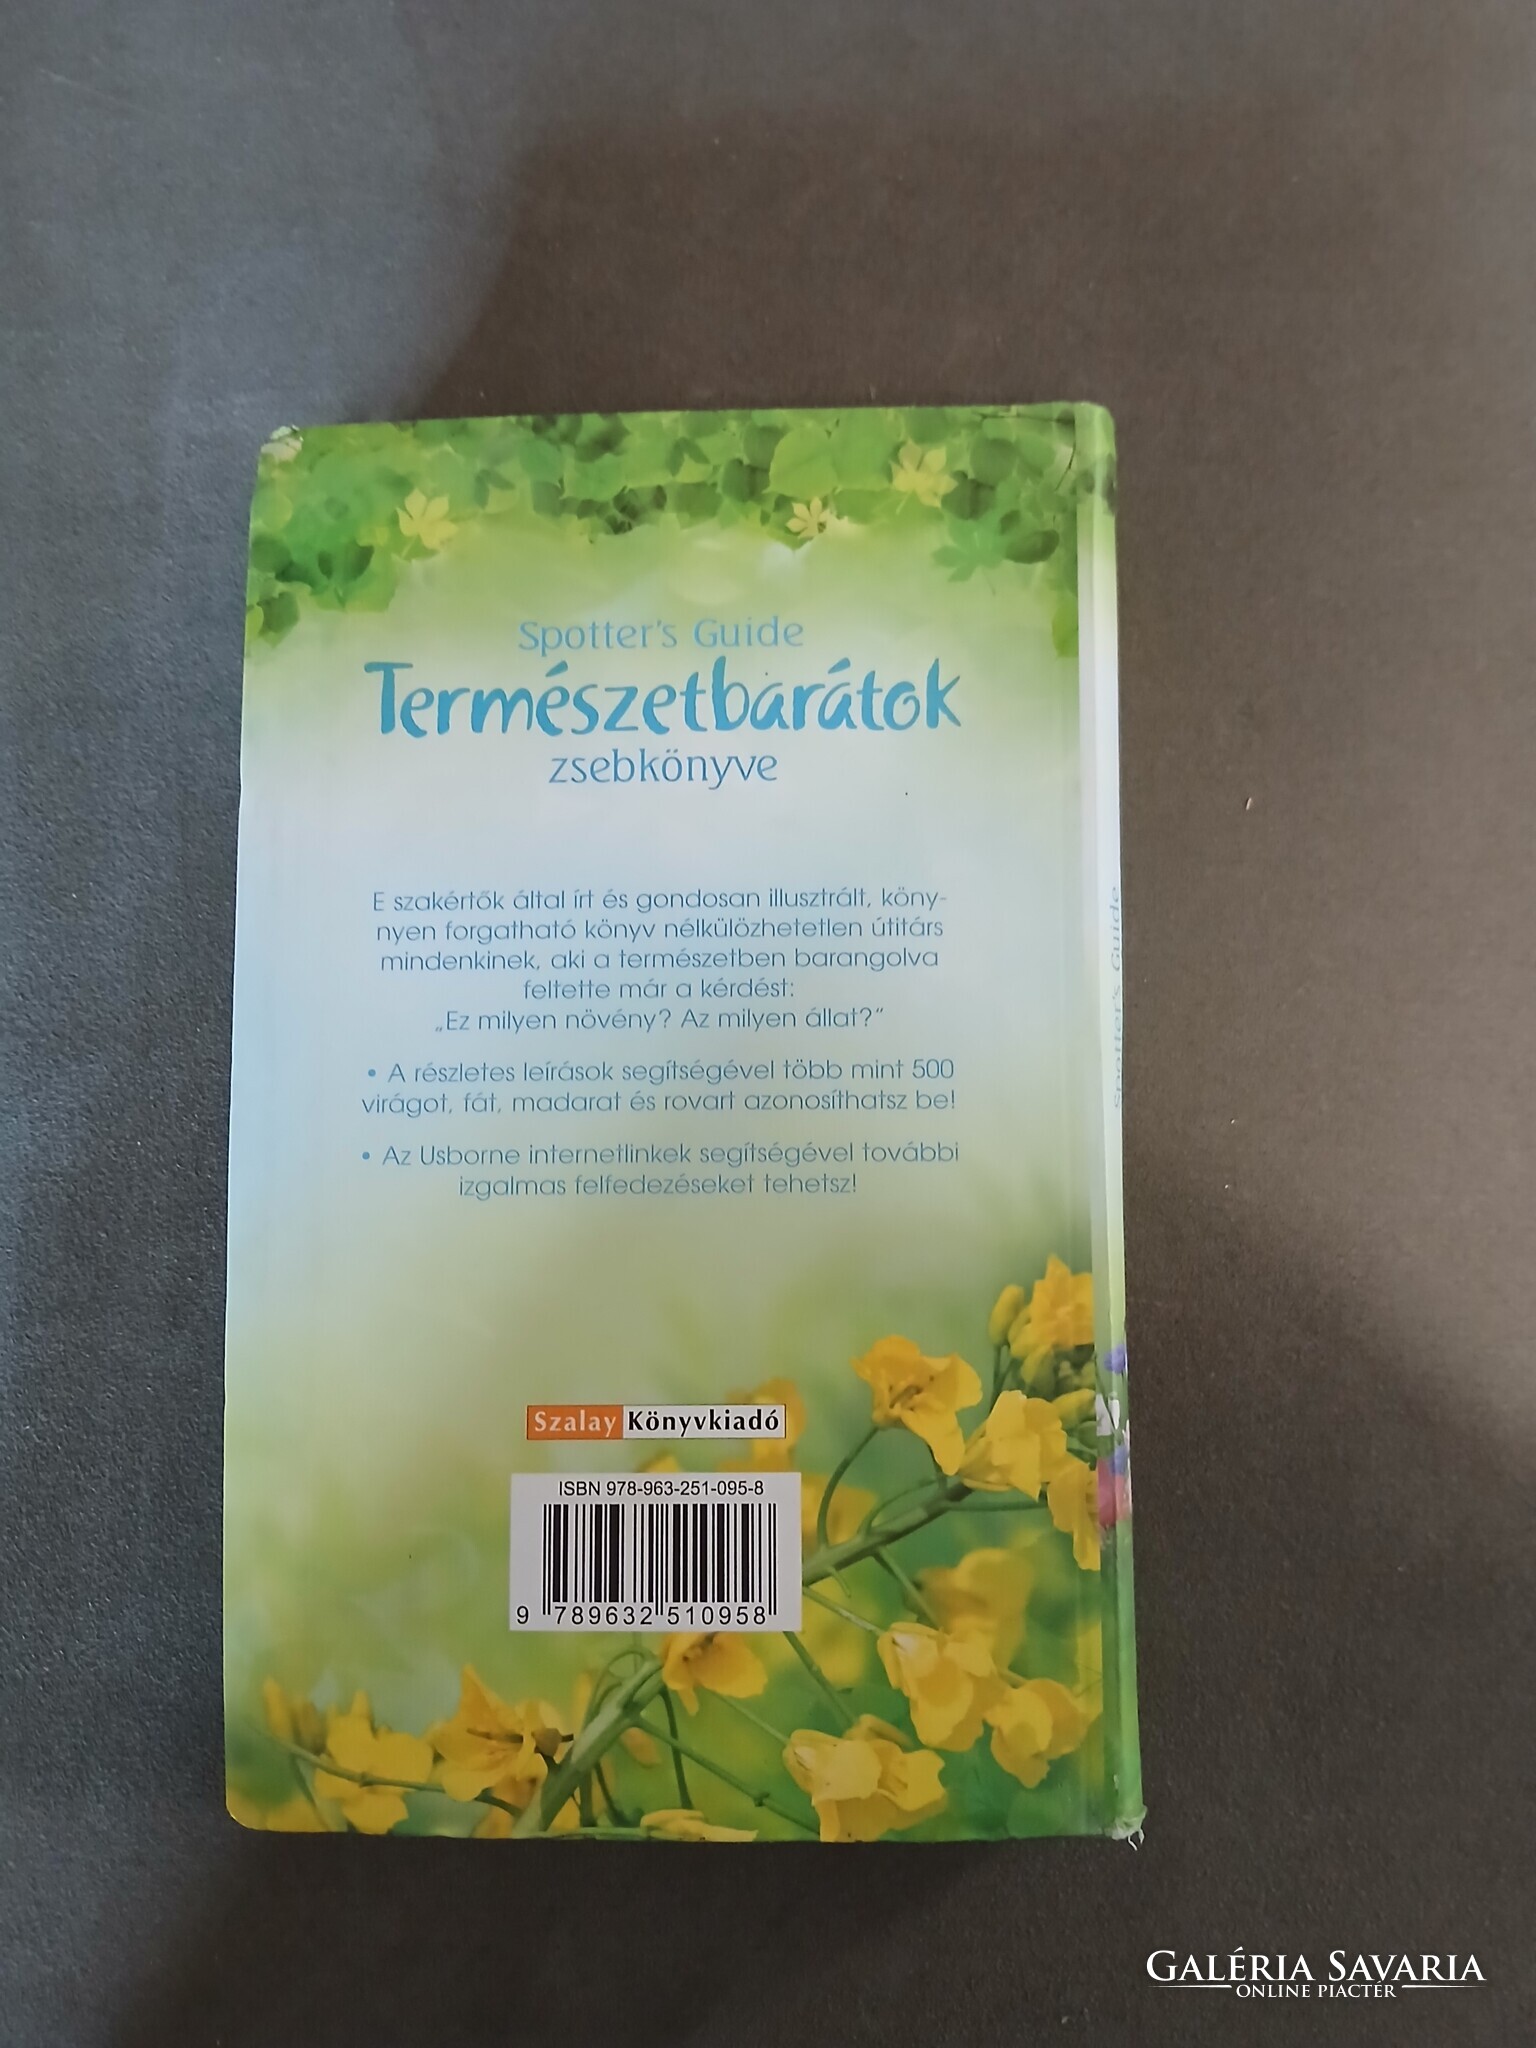 Spotter's Guide
Természetbarátok
zsebkönyve
E szakértők által írt és gondosan illusztrált, köny-
nyen forgatható könyv nélkülözhetetlen útitárs
mindenkinek, aki a természetben barangolva
feltette már a kérdést:
„Ez milyen növény? Az milyen állat?"
• A részletes leírások segítségével több mint 500
virágot, fát, madarat és rovart azonosíthatsz be!
• Az Usborne internetlinkek segítségével további
izgalmas felfedezéseket tehetsz!
Szalay Könyvkiadó
ISBN 978-963-251-095-8
9 789632 510958
Spotter's Guide
GALÉRIA SAVARIA
ONLINE PIACTÉR